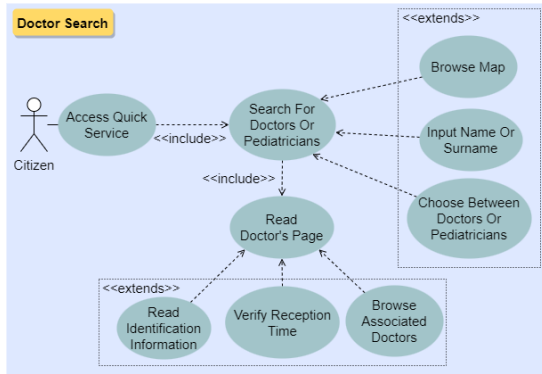 Doctor Search
<<extends>>
Browse Map
Access Quick
Service
Search For
Doctors Or
Pediatricians
Input Name Or
Surname
<<include>>
Citizen
<<include>>
Choose Between
Doctors Or
Pediatricians
Read
Doctor's Page
<<extends>>
Read
Identification
Information
Verify Reception
Time
Browse
Associated
Doctors